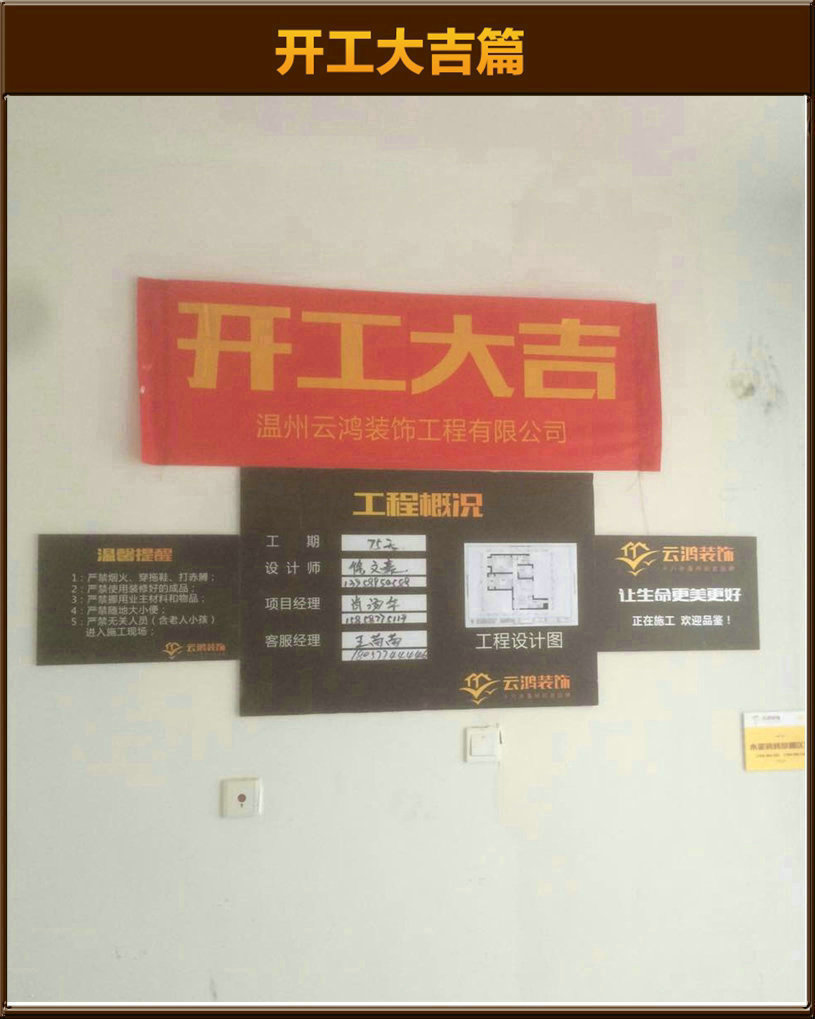 开工大吉篇
开工大吉
温州云鸿装饰工程有限公司
工程概况
工 期 75天
设计师
项目经理
客服经理 王
工程设计图
云鸿装饰
温馨提醒
1：严禁烟火、穿拖鞋、打赤膊；
2：严禁使用装修好的成品；
3：严禁挪用业主材料和物品；
4：严禁随地大小便；
5：严禁无关人员（含老人小孩）
进入施工现场；
云鸿装饰
云鸿装饰
让生命更美更好
正在施工 欢迎品鉴！